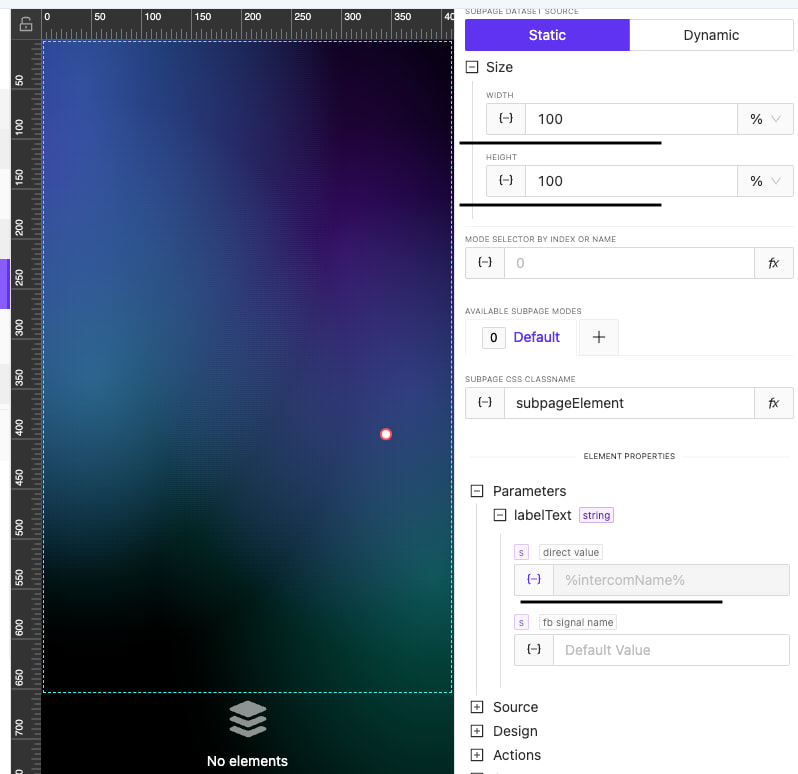 0 50 100 150 200 250 300 350 40
50
100
150
200
250
300
350
400
450
500
550
600
650
700
No elements
SUBPAGE DATASET SOURCE
Static Dynamic
Size
WIDTH
{--} 100 %
HEIGHT
{--} 100 %
MODE SELECTOR BY INDEX OR NAME
{--} 0 fx
AVAILABLE SUBPAGE MODES
0 Default +
SUBPAGE CSS CLASSNAME
{--} subpageElement fx
ELEMENT PROPERTIES
Parameters
labelText string
s direct value
{--} %intercomName%
s fb signal name
{--} Default Value
Source
Design
Actions